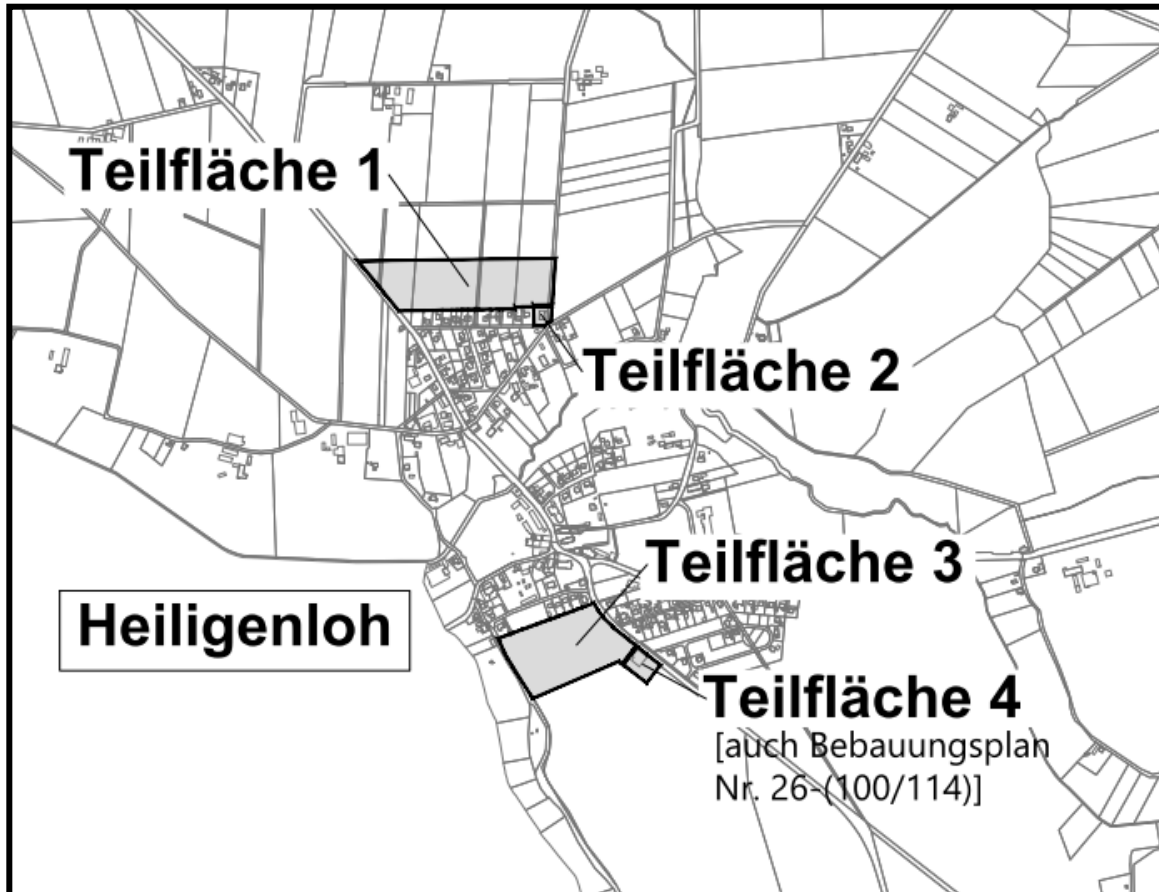 Teilfläche 1
Teilfläche 2
Teilfläche 3
Heiligenloh
Teilfläche 4
[auch Bebauungsplan
Nr. 26-(100/114)]